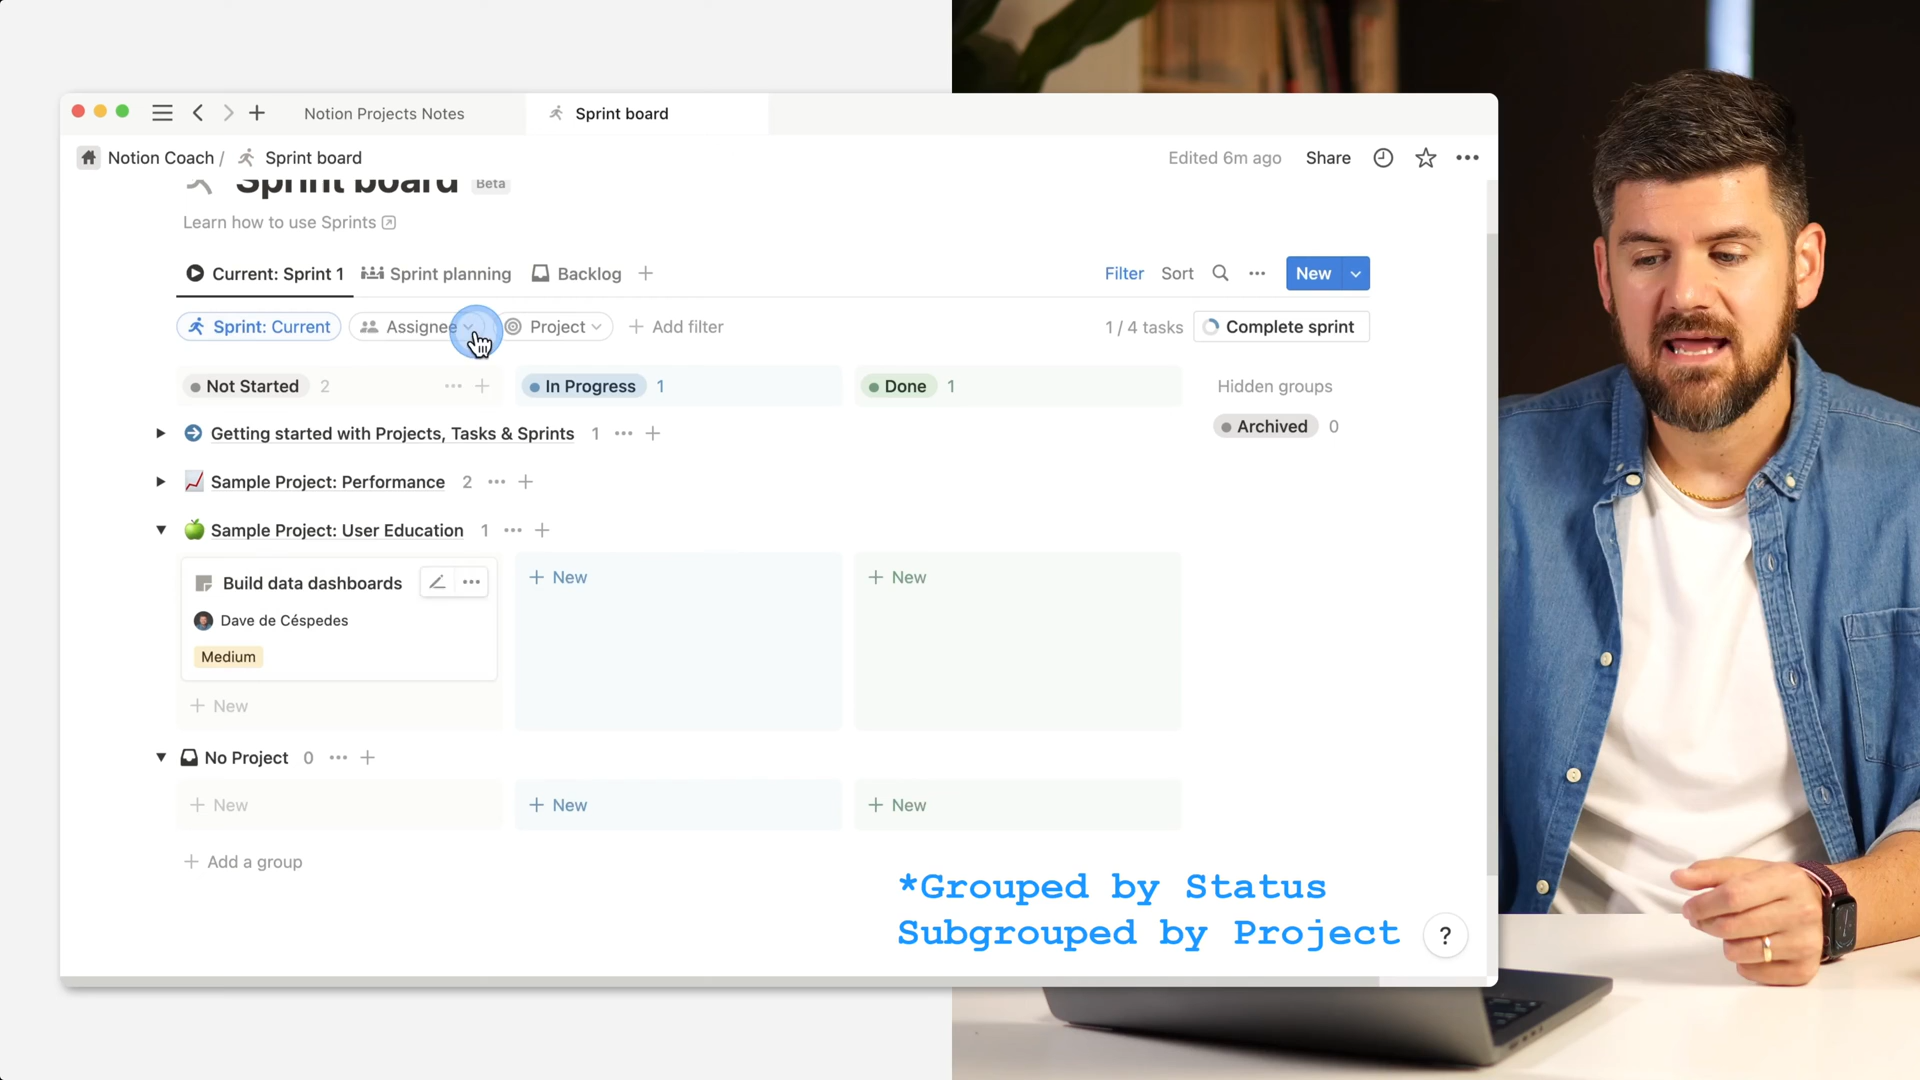 Notion Projects Notes
Sprint board
Notion Coach / Sprint board
Edited 6m ago Share
Sprint board Beta
Learn how to use Sprints
Current: Sprint 1 Sprint planning Backlog
Filter Sort New
Sprint: Current Assignee Project Add filter
1 / 4 tasks Complete sprint
Not Started 2 In Progress 1 Done 1 Hidden groups
Archived 0
Getting started with Projects, Tasks & Sprints 1
Sample Project: Performance 2
Sample Project: User Education 1
Build data dashboards
Dave de Céspedes
Medium
+ New
+ New
+ New
No Project 0
+ New + New + New
+ Add a group
*Grouped by Status
Subgrouped by Project
?